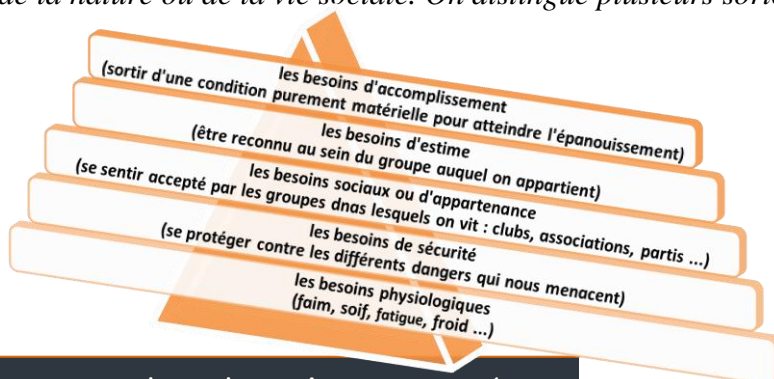 de la nature ou de la vie sociale. On distingue plusieurs
les besoins d'accomplissement
(sortir d'une condition purement matérielle pour atteindre l'épanouissement)
les besoins d'estime
(être reconnu au sein du groupe auquel on appartient)
les besoins sociaux ou d'appartenance
(se sentir accepté par les groupes dnas lesquels on vit : clubs, associations, partis ...)
les besoins de sécurité
(se protéger contre les différents dangers qui nous menacent)
les besoins physiologiques
(faim, soif, fatigue, froid ...)